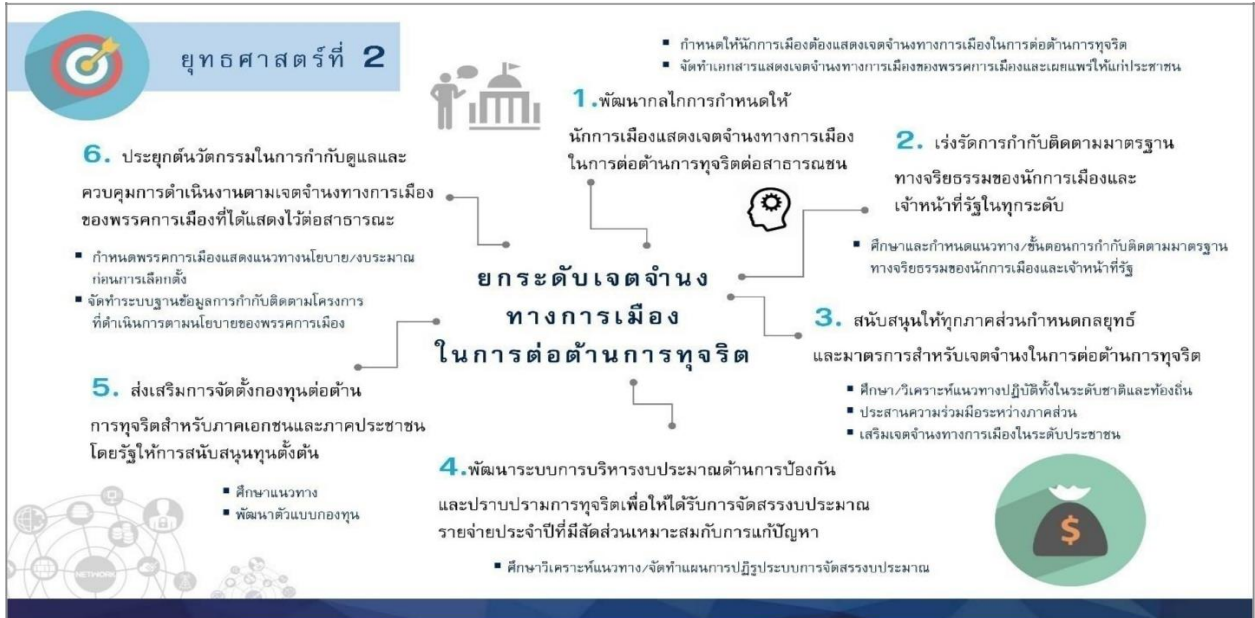 ยุทธศาสตร์ที่ 2
▪ กำหนดให้นักการเมืองต้องแสดงเจตจำนงทางการเมืองในการต่อต้านการทุจริต
▪ จัดทำเอกสารแสดงเจตจำนงทางการเมืองของพรรคการเมืองและเผยแพร่ให้แก่ประชาชน
1.พัฒนากลไกการกำหนดให้
นักการเมืองแสดงเจตจำนงทางการเมือง
ในการต่อต้านการทุจริตต่อสาธารณชน
2. เร่งรัดการกำกับติดตามมาตรฐาน
ทางจริยธรรมของนักการเมืองและ
เจ้าหน้าที่รัฐในทุกระดับ
▪ ศึกษาและกำหนดแนวทาง/ขั้นตอนการกำกับติดตามมาตรฐาน
ทางจริยธรรมของนักการเมืองและเจ้าหน้าที่รัฐ
ยกระดับเจตจำนง
ทางการเมือง
ในการต่อต้านการทุจริต
3. สนับสนุนให้ทุกภาคส่วนกำหนดกลยุทธ์
และมาตรการสำหรับเจตจำนงในการต่อต้านการทุจริต
▪ ศึกษา/วิเคราะห์แนวทางปฏิบัติทั้งในระดับชาติและท้องถิ่น
▪ ประสานความร่วมมือระหว่างภาคส่วน
▪ เสริมเจตจำนงทางการเมืองในระดับประชาชน
4.พัฒนาระบบการบริหารงบประมาณด้านการป้องกัน
และปราบปรามการทุจริตเพื่อให้ได้รับการจัดสรรงบประมาณ
รายจ่ายประจำปีที่มีสัดส่วนเหมาะสมกับการแก้ปัญหา
▪ ศึกษาวิเคราะห์แนวทาง/จัดทำแผนการปฏิรูประบบการจัดสรรงบประมาณ
5. ส่งเสริมการจัดตั้งกองทุนต่อต้าน
การทุจริตสำหรับภาคเอกชนและภาคประชาชน
โดยรัฐให้การสนับสนุนทุนตั้งต้น
▪ ศึกษาแนวทาง
▪ พัฒนาตัวแบบกองทุน
6. ประยุกต์นวัตกรรมในการกำกับดูแลและ
ควบคุมการดำเนินงานตามเจตจำนงทางการเมือง
ของพรรคการเมืองที่ได้แสดงไว้ต่อสาธารณะ
▪ กำหนดพรรคการเมืองแสดงแนวทางนโยบาย/งบประมาณ
ก่อนการเลือกตั้ง
▪ จัดทำระบบฐานข้อมูลการกำกับติดตามโครงการ
ที่ดำเนินการตามนโยบายของพรรคการเมือง
NETWORK
$